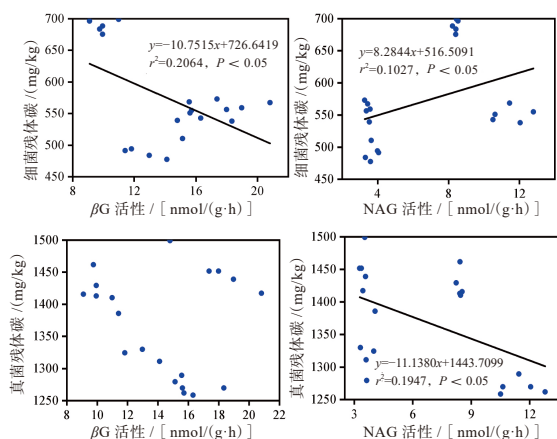 700
650
600
550
500
450
细菌残体碳/(mg/kg)
y=−10.7515x+726.6419
r²=0.2064, P < 0.05
8 10 12 14 16 18 20 22
βG 活性/[ nmol/(g·h) ]
700
650
600
550
500
450
细菌残体碳/(mg/kg)
y=8.2844x+516.5091
r²=0.1027, P < 0.05
4 6 8 10 12
NAG 活性/[ nmol/(g·h) ]
1500
1450
1400
1350
1300
1250
真菌残体碳/(mg/kg)
8 10 12 14 16 18 20 22
βG 活性/[ nmol/(g·h) ]
1500
1450
1400
1350
1300
1250
真菌残体碳/(mg/kg)
y=−11.1380x+1443.7099
r²=0.1947, P < 0.05
3 6 9 12
NAG 活性/[ nmol/(g·h) ]